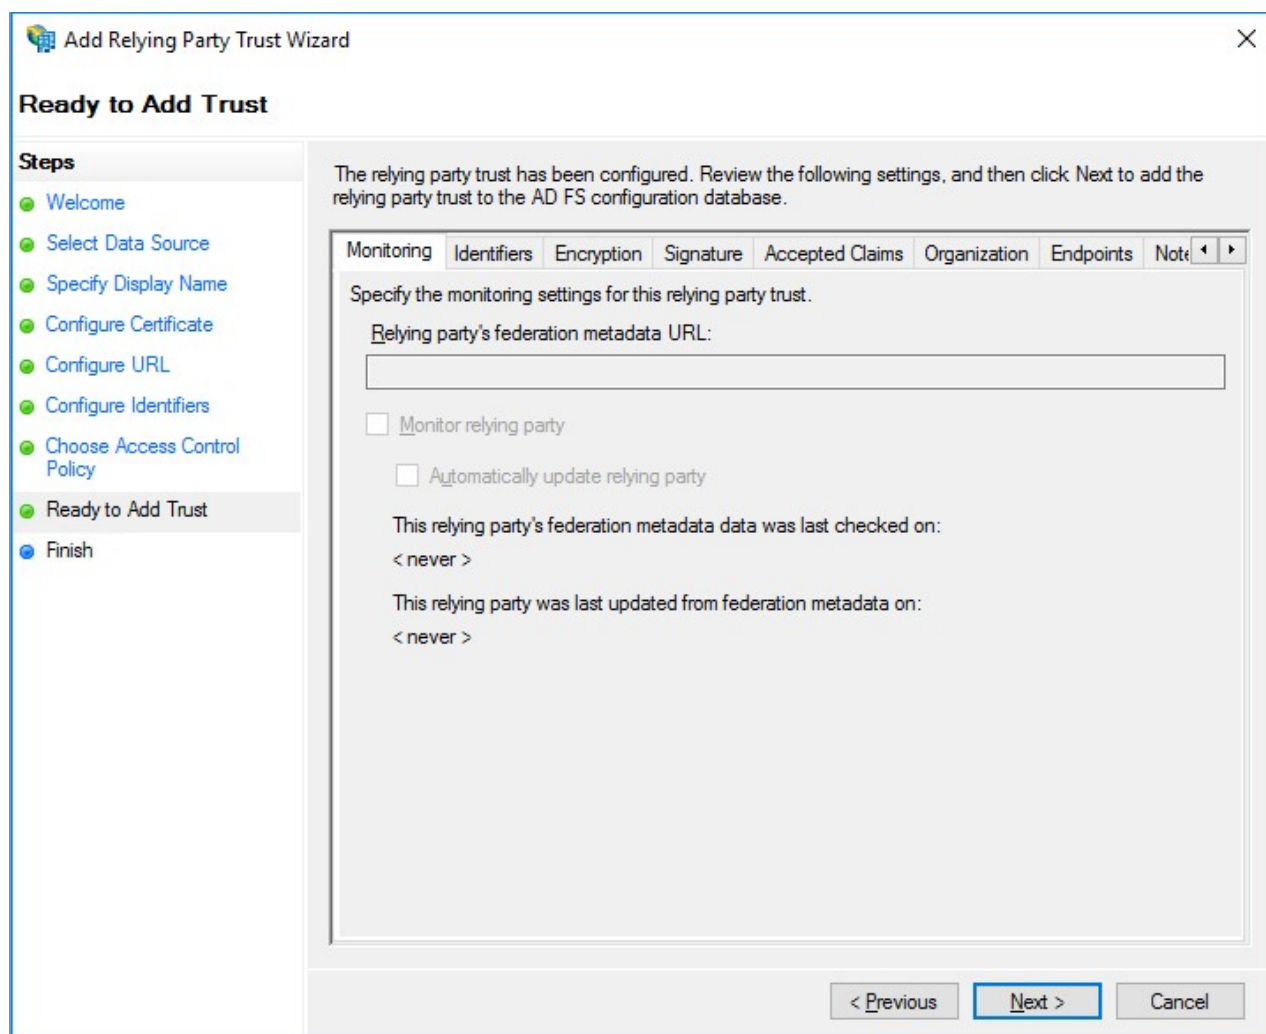 Add Relying Party Trust Wizard
Ready to Add Trust
Steps
Welcome
Select Data Source
Specify Display Name
Configure Certificate
Configure URL
Configure Identifiers
Choose Access Control
Policy
Ready to Add Trust
Finish
The relying party trust has been configured. Review the following settings, and then click Next to add the
relying party trust to the AD FS configuration database.
Monitoring Identifiers Encryption Signature Accepted Claims Organization Endpoints Note
Specify the monitoring settings for this relying party trust.
Relying party's federation metadata URL:
Monitor relying party
Automatically update relying party
This relying party's federation metadata data was last checked on:
< never >
This relying party was last updated from federation metadata on:
< never >
< Previous Next > Cancel